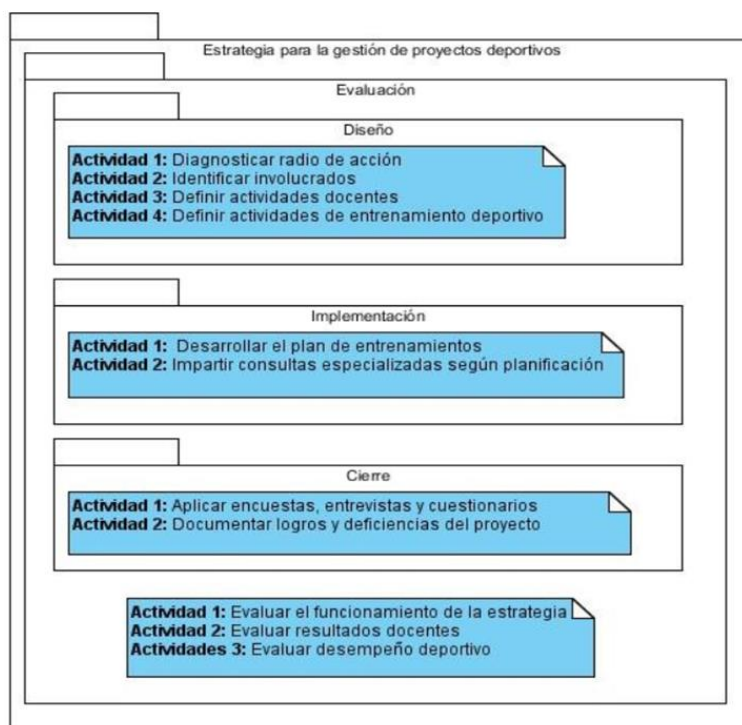 Estrategia para la gestión de proyectos deportivos
Evaluación
Diseño
Actividad 1: Diagnosticar radio de acción
Actividad 2: Identificar involucrados
Actividad 3: Definir actividades docentes
Actividad 4: Definir actividades de entrenamiento deportivo
Implementación
Actividad 1: Desarrollar el plan de entrenamientos
Actividad 2: Impartir consultas especializadas según planificación
Cierre
Actividad 1: Aplicar encuestas, entrevistas y cuestionarios
Actividad 2: Documentar logros y deficiencias del proyecto
Actividad 1: Evaluar el funcionamiento de la estrategia
Actividad 2: Evaluar resultados docentes
Actividades 3: Evaluar desempeño deportivo